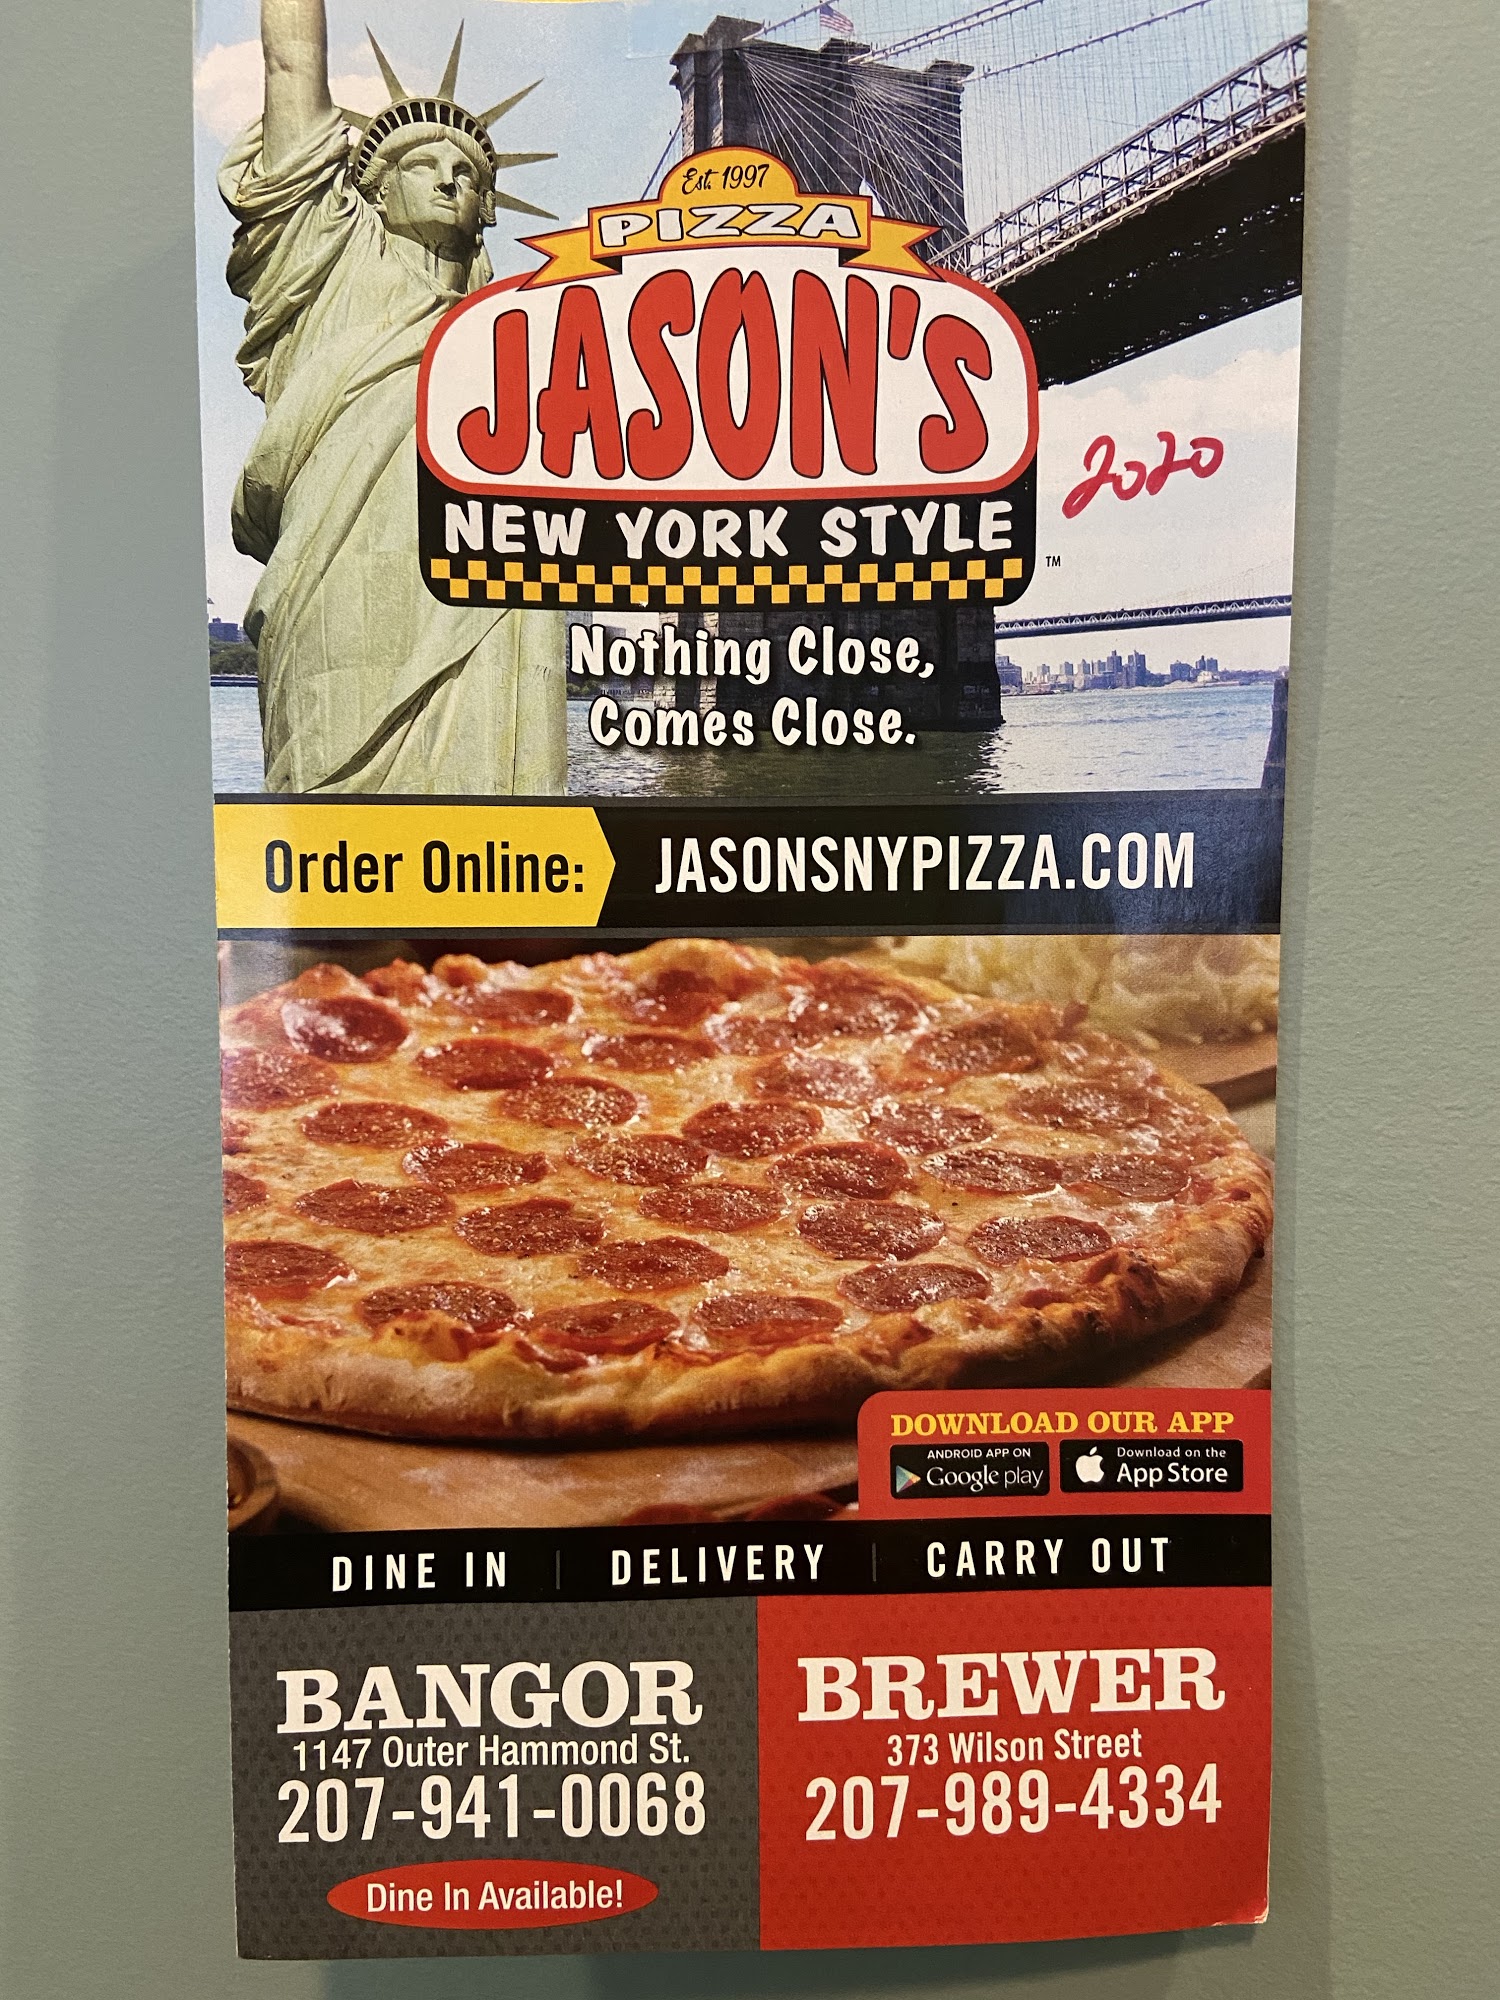 Est. 1997
PIZZA
JASON'S
NEW YORK STYLE
TM
2020
Nothing Close,
Comes Close.
Order Online: JASONSNYPIZZA.COM
DOWNLOAD OUR APP
ANDROID APP ON
Google play
Download on the
App Store
DINE IN | DELIVERY | CARRY OUT
BANGOR
1147 Outer Hammond St.
207-941-0068
Dine In Available!
BREWER
373 Wilson Street
207-989-4334